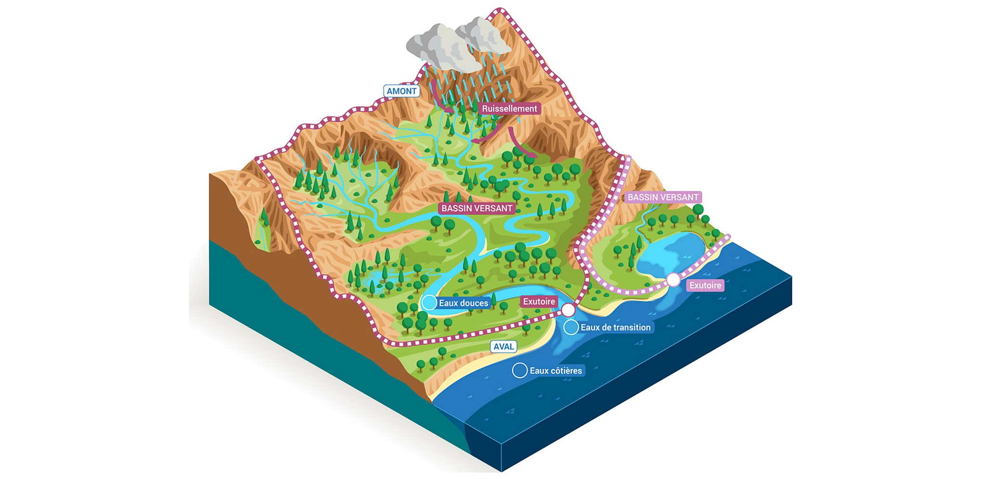 AMONT
Ruissellement
BASSIN VERSANT
BASSIN VERSANT
Exutoire
Eaux douces
Exutoire
Eaux de transition
AVAL
Eaux côtières